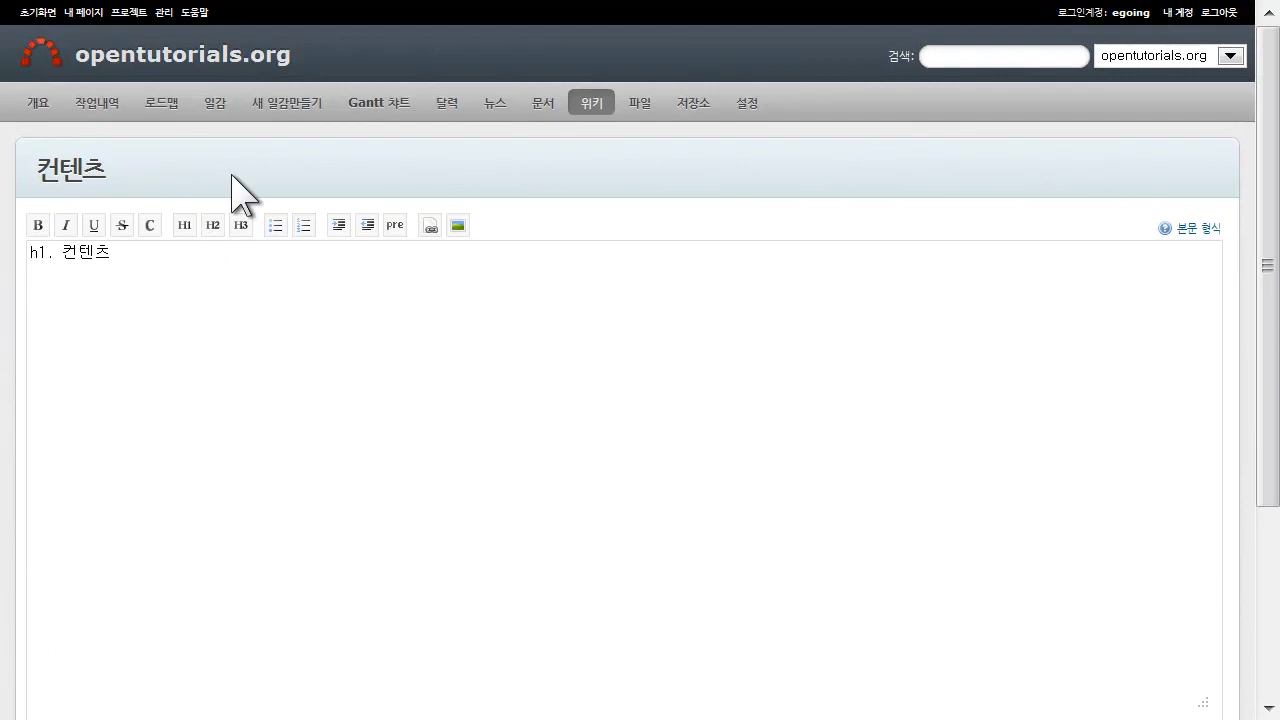 초기화면 내 페이지 프로젝트 관리 도움말 로그인계정: egoing 내 계정 로그아웃
opentutorials.org 검색: opentutorials.org
개요 작업내역 로드맵 일감 새 일감만들기 Gantt 챠트 달력 뉴스 문서 위키 파일 저장소 설정
컨텐츠
B I U S C H1 H2 H3 pre 본문 형식
h1. 컨텐츠